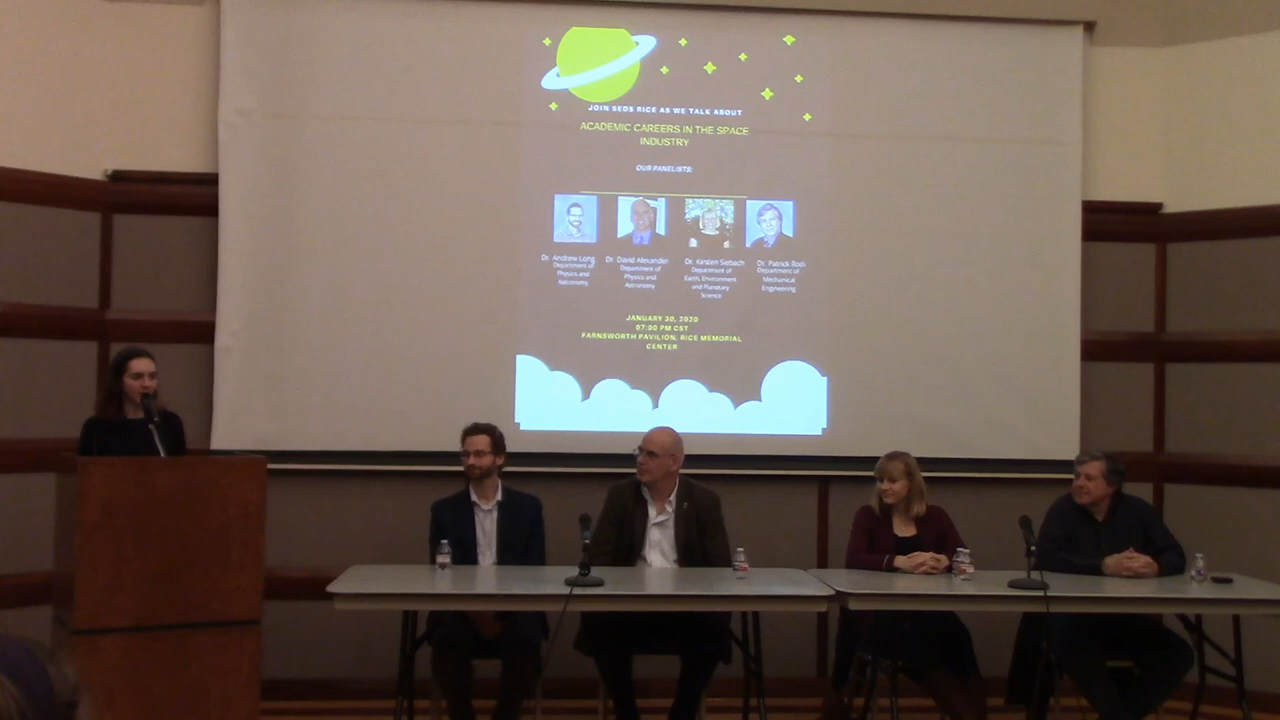 JOIN SEDS RICE AS WE TALK ABOUT
ACADEMIC CAREERS IN THE SPACE
INDUSTRY
OUR PANELISTS:
Dr. Andrew Long
Department of
Physics and
Astronomy
Dr. David Alexander
Department of
Physics and
Astronomy
Dr. Kirsten Siebach
Department of
Earth, Environment
and Planetary
Science
Dr. Patrick Rodi
Department of
Mechanical
Engineering
JANUARY 30, 2020
07:00 PM CST
FARNSWORTH PAVILION, RICE MEMORIAL
CENTER